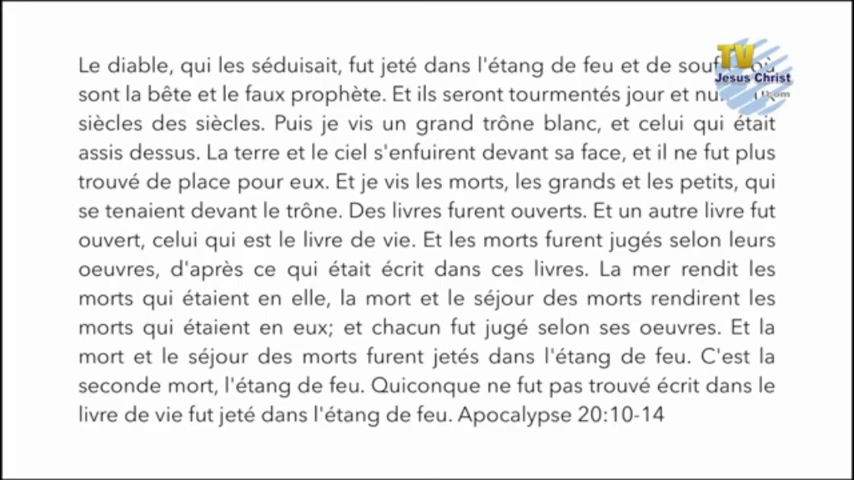 Le diable, qui les séduisait, fut jeté dans l'étang de feu et de
sont la bête et le faux prophète. Et ils seront tourmentés jour et
siècles des siècles. Puis je vis un grand trône blanc, et celui qui était
assis dessus. La terre et le ciel s'enfuirent devant sa face, et il ne fut plus
trouvé de place pour eux. Et je vis les morts, les grands et les petits, qui
se tenaient devant le trône. Des livres furent ouverts. Et un autre livre fut
ouvert, celui qui est le livre de vie. Et les morts furent jugés selon leurs
oeuvres, d'après ce qui était écrit dans ces livres. La mer rendit les
morts qui étaient en elle, la mort et le séjour des morts rendirent les
morts qui étaient en eux; et chacun fut jugé selon ses oeuvres. Et la
mort et le séjour des morts furent jetés dans l'étang de feu. C'est la
seconde mort, l'étang de feu. Quiconque ne fut pas trouvé écrit dans le
livre de vie fut jeté dans l'étang de feu. Apocalypse 20:10-14
TV
Jesus Christ